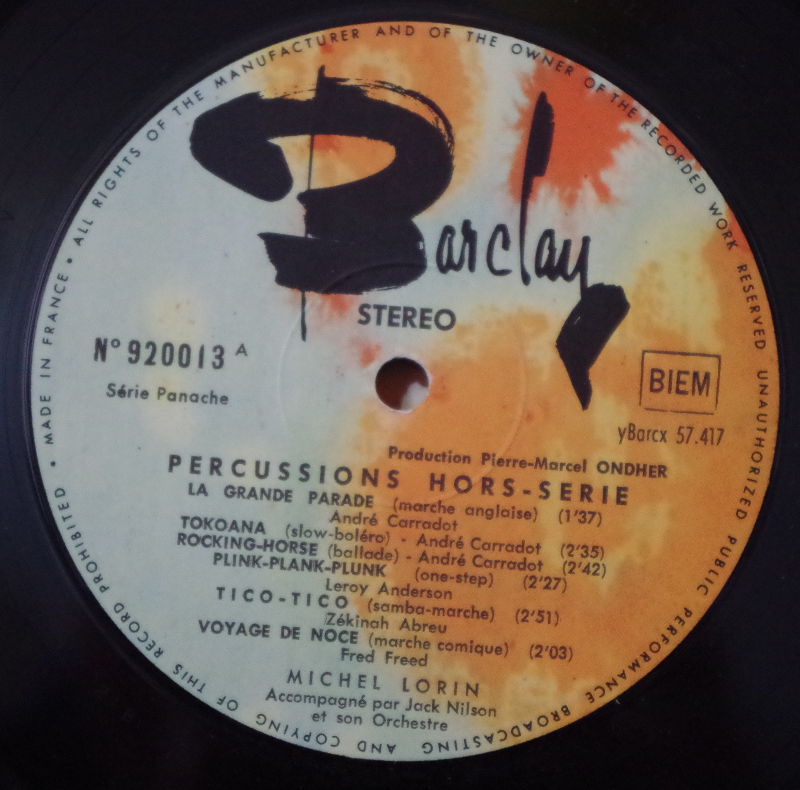 MADE IN FRANCE • ALL RIGHTS OF THE MANUFACTURER AND OF THE OWNER OF THE RECORDED WORK RESERVED UNAUTHORIZED PUBLIC PERFORMANCE BROADCASTING AND COPYING OF THIS RECORD PROHIBITED •
Barclay
STEREO
N° 920013 A
Série Panache
BIEM
yBarcx 57.417
Production Pierre-Marcel ONDHER
PERCUSSIONS HORS-SERIE
LA GRANDE PARADE (marche anglaise) (1'37)
André Carradot
TOKOANA (slow-boléro) - André Carradot (2'35)
ROCKING-HORSE (ballade) - André Carradot (2'42)
PLINK-PLANK-PLUNK (one-step) (2'27)
Leroy Anderson
TICO-TICO (samba-marche) (2'51)
Zékinah Abreu
VOYAGE DE NOCE (marche comique) (2'03)
Fred Freed
MICHEL LORIN
Accompagné par Jack Nilson
et son Orchestre